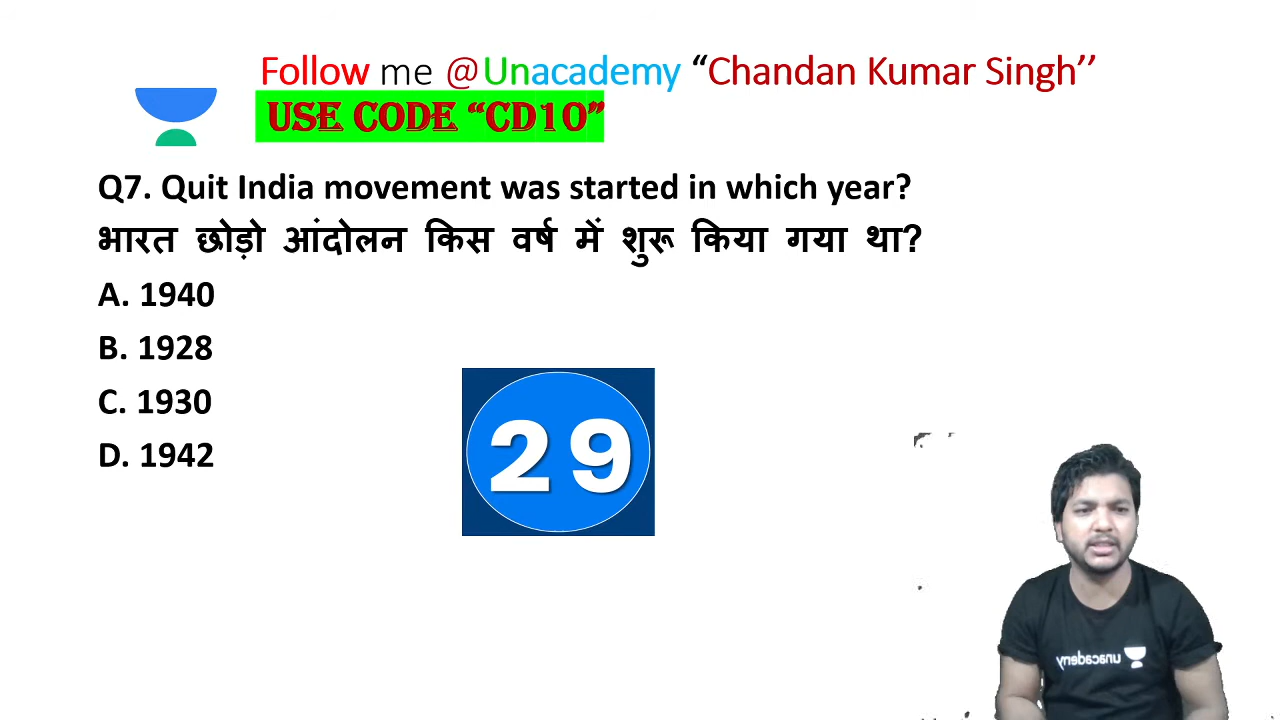 Follow me @Unacademy “Chandan Kumar Singh’’
USE CODE “CD10”
Q7. Quit India movement was started in which year?
भारत छोड़ो आंदोलन किस वर्ष में शुरू किया गया था?
A. 1940
B. 1928
C. 1930
D. 1942
29
unacademy